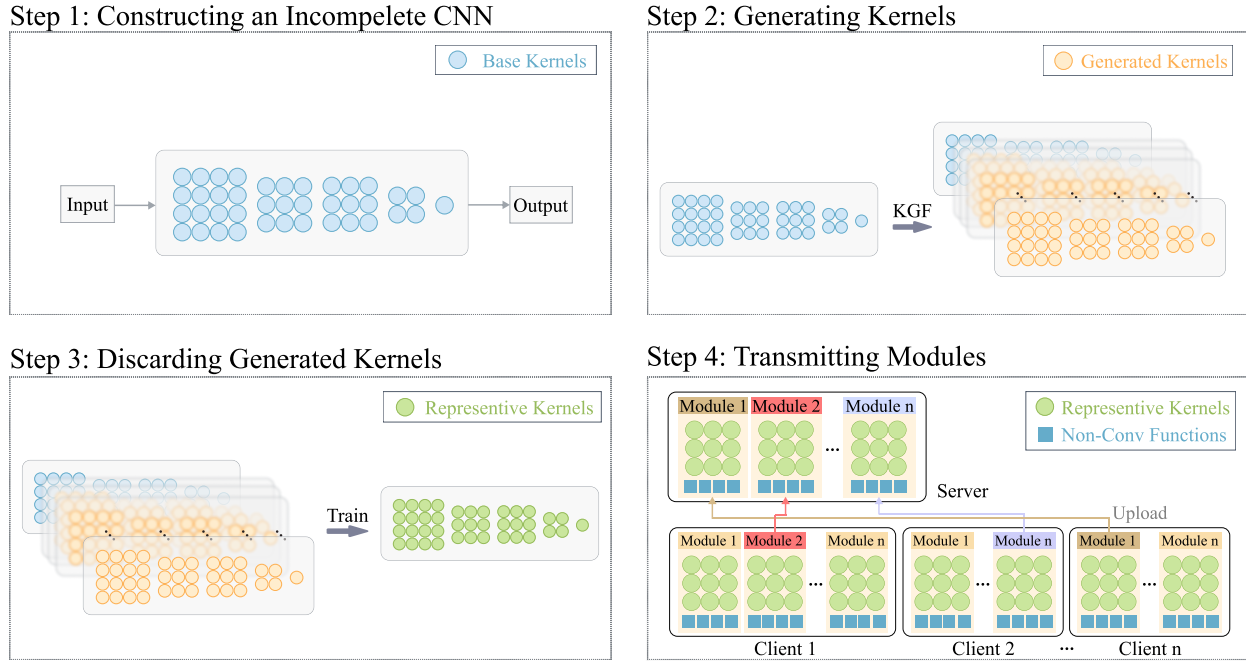 Step 1: Constructing an Incompelete CNN
Base Kernels
Input
Output
Step 2: Generating Kernels
Generated Kernels
KGF
Step 3: Discarding Generated Kernels
Representive Kernels
Train
Step 4: Transmitting Modules
Representive Kernels
Non-Conv Functions
Module 1 Module 2 Module n
...
Server
Upload
Module 1 Module 2 Module n Module 1 Module n Module 1 Module n
... ... ...
Client 1 Client 2 ... Client n